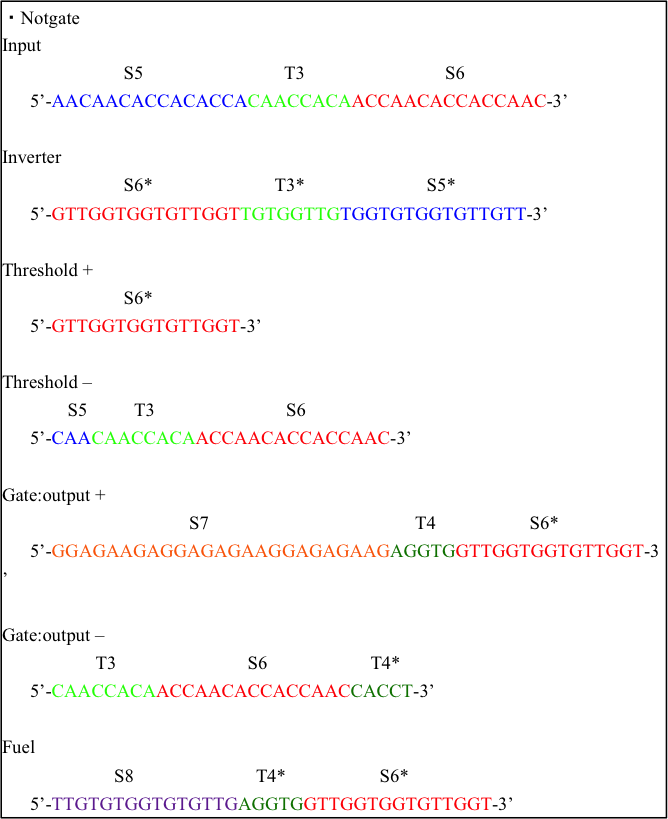 ・Notgate
Input
S5 T3 S6
5’-AACAACACCACACCACAACCACAACCAACACCACCAAC-3’
Inverter
S6* T3* S5*
5’-GTTGGTGGTGTTGGTTGTGGTTGTGGTGTGGTGTTGTT-3’
Threshold +
S6*
5’-GTTGGTGGTGTTGGT-3’
Threshold –
S5 T3 S6
5’-CAACAACCACAACCAACACCACCAAC-3’
Gate:output +
S7 T4 S6*
5’-GGAGAAGAGGAGAGAAGGAGAGAAGAGGTGGTTGGTGGTGTTGGT-3
’
Gate:output –
T3 S6 T4*
5’-CAACCACAACCAACACCACCAACCACCT-3’
Fuel
S8 T4* S6*
5’-TTGTGTGGTGTGTTGAGGTGGTTGGTGGTGTTGGT-3’